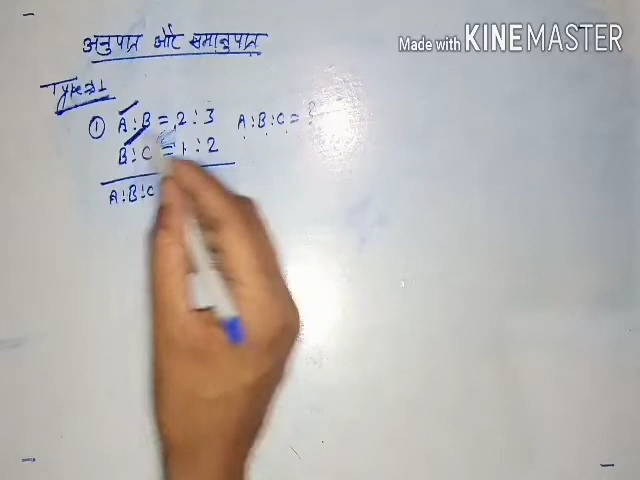 अनुपात और समानुपात
Made with KINEMASTER
Type 1
① A:B = 2:3 A:B:C = ?
B:C = 1:2
A:B:C